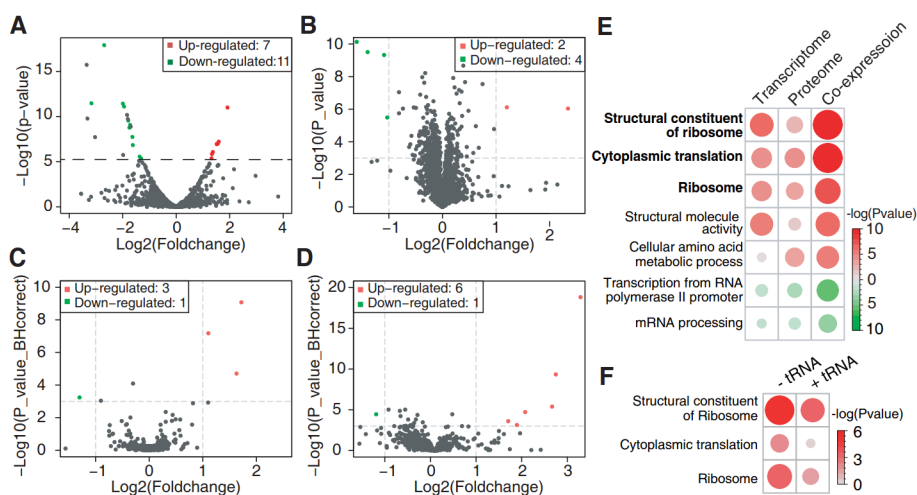 A
Up-regulated: 7
Down-regulated:11
15
10
5
0
−4
−2
0
2
4
−Log10(p−value)
Log2(Foldchange)
B
Up-regulated: 2
Down-regulated: 4
10
8
6
4
2
0
−1
0
1
2
−Log10(P_value)
Log2(Foldchange)
C
Up-regulated: 3
Down-regulated: 1
10
8
6
4
2
0
−1
0
1
2
−Log10(P_value_BHcorrect)
Log2(Foldchange)
D
Up-regulated: 6
Down-regulated: 1
20
15
10
5
0
−1
0
1
2
3
−Log10(P_value_BHcorrect)
Log2(Foldchange)
E
Transcriptome
Proteome
Co-expressoion
Structural constituent
of ribosome
Cytoplasmic translation
Ribosome
Structural molecule
activity
Cellular amino acid
metabolic process
Transcription from RNA
polymerase II promoter
mRNA processing
-log(Pvalue)
10
5
0
5
10
F
- tRNA
+ tRNA
Structural constituent
of Ribosome
Cytoplasmic translation
Ribosome
-log(Pvalue)
6
3
0